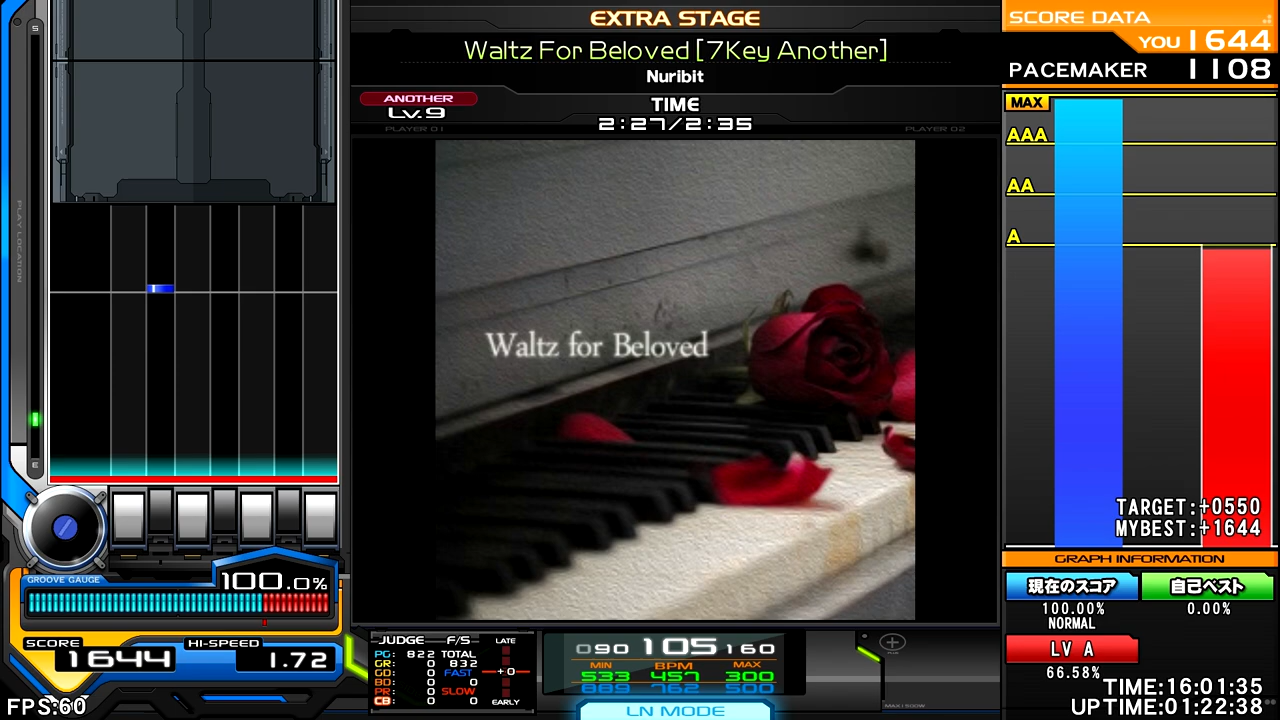 EXTRA STAGE
Waltz For Beloved [7Key Another]
Nuribit
ANOTHER
Lv.9
TIME
2:27/2:35
PLAYER 01
PLAYER 02
SCORE DATA
YOU 1644
PACEMAKER 1108
MAX
AAA
AA
A
TARGET:+0550
MYBEST:+1644
GRAPH INFORMATION
現在のスコア
自己ベスト
100.00%
0.00%
NORMAL
LV A
66.58%
TIME:16:01:35
UPTIME:01:22:38
S
PLAY LOCATION
E
Waltz for Beloved
GROOVE GAUGE
100.0%
SCORE
1644
HI-SPEED
1.72
FPS:60
JUDGE F/S
PG: 822 TOTAL
GR: 0 832
GD: 0 FAST
BD: 0 0
PR: 0 SLOW
CB: 0 0
LATE
+0
EARLY
090 105 160
MIN BPM MAX
533 457 300
889 762 500
LN MODE